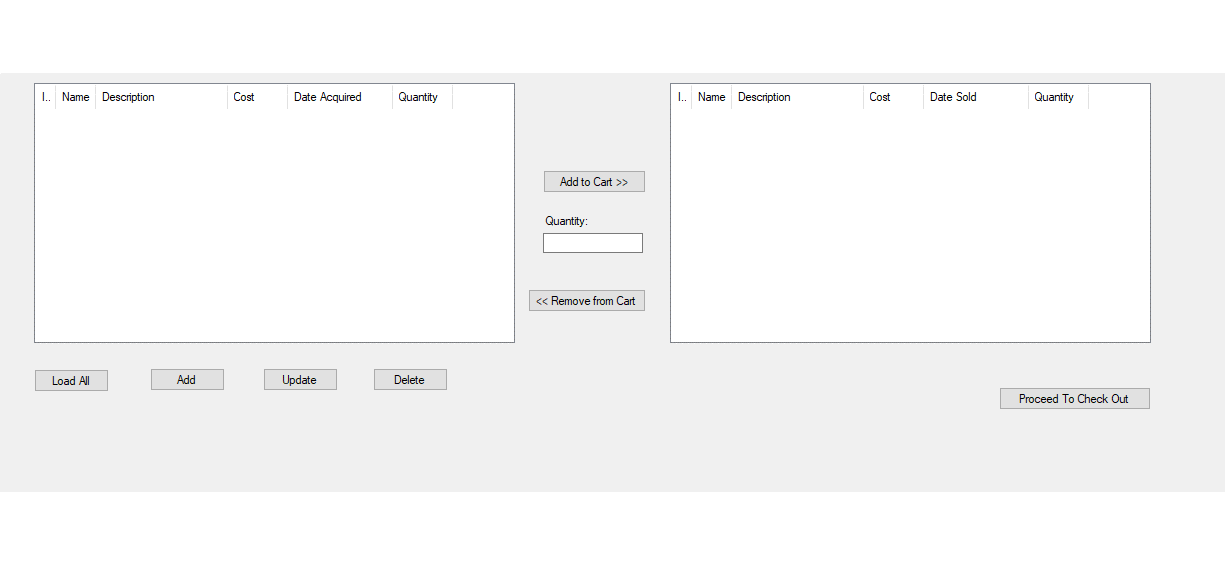 I.. Name Description Cost Date Acquired Quantity
Add to Cart >>
Quantity:
<< Remove from Cart
I.. Name Description Cost Date Sold Quantity
Load All Add Update Delete
Proceed To Check Out